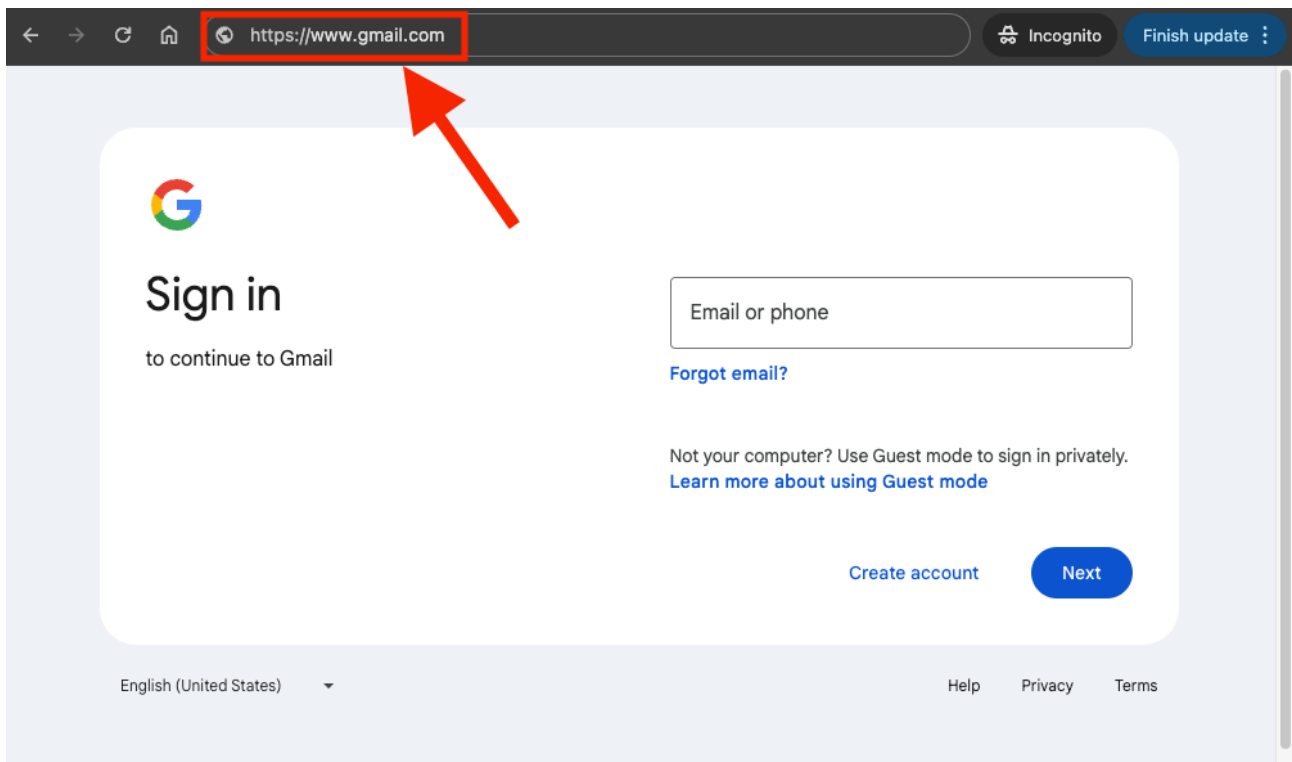 https://www.gmail.com
Incognito
Finish update
Sign in
to continue to Gmail
Email or phone
Forgot email?
Not your computer? Use Guest mode to sign in privately.
Learn more about using Guest mode
Create account
Next
English (United States)
Help
Privacy
Terms